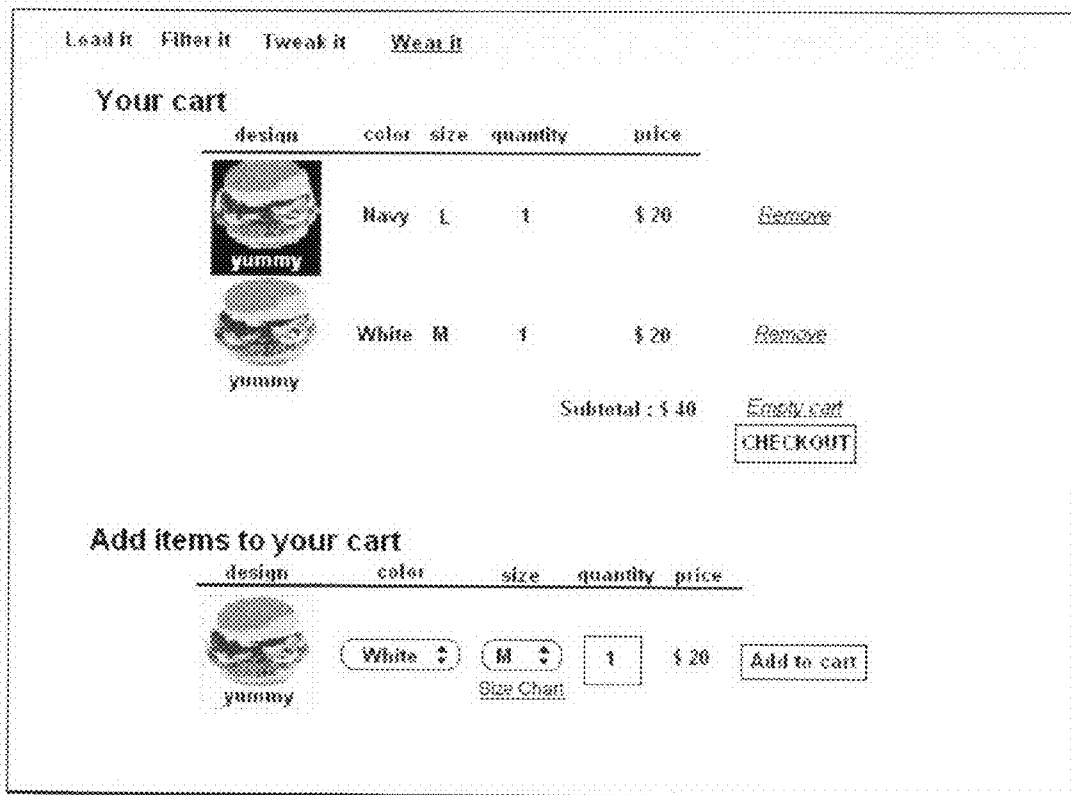 Load it Filter it Tweak it Wear it
Your cart
design color size quantity price
yummy
Navy L 1 $ 20 Remove
yummy
White M 1 $ 20 Remove
Subtotal : $ 40 Empty cart
CHECKOUT
Add items to your cart
design color size quantity price
White M 1 $ 20 Add to cart
Size Chart
yummy